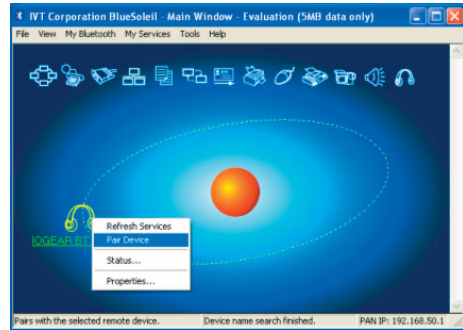 IVT Corporation BlueSoleil - Main Window - Evaluation (5MB data only)
File View My Bluetooth My Services Tools Help
IOGEAR BT
Refresh Services
Pair Device
Status...
Properties...
Pairs with the selected remote device. Device name search finished. PAN IP: 192.168.50.1